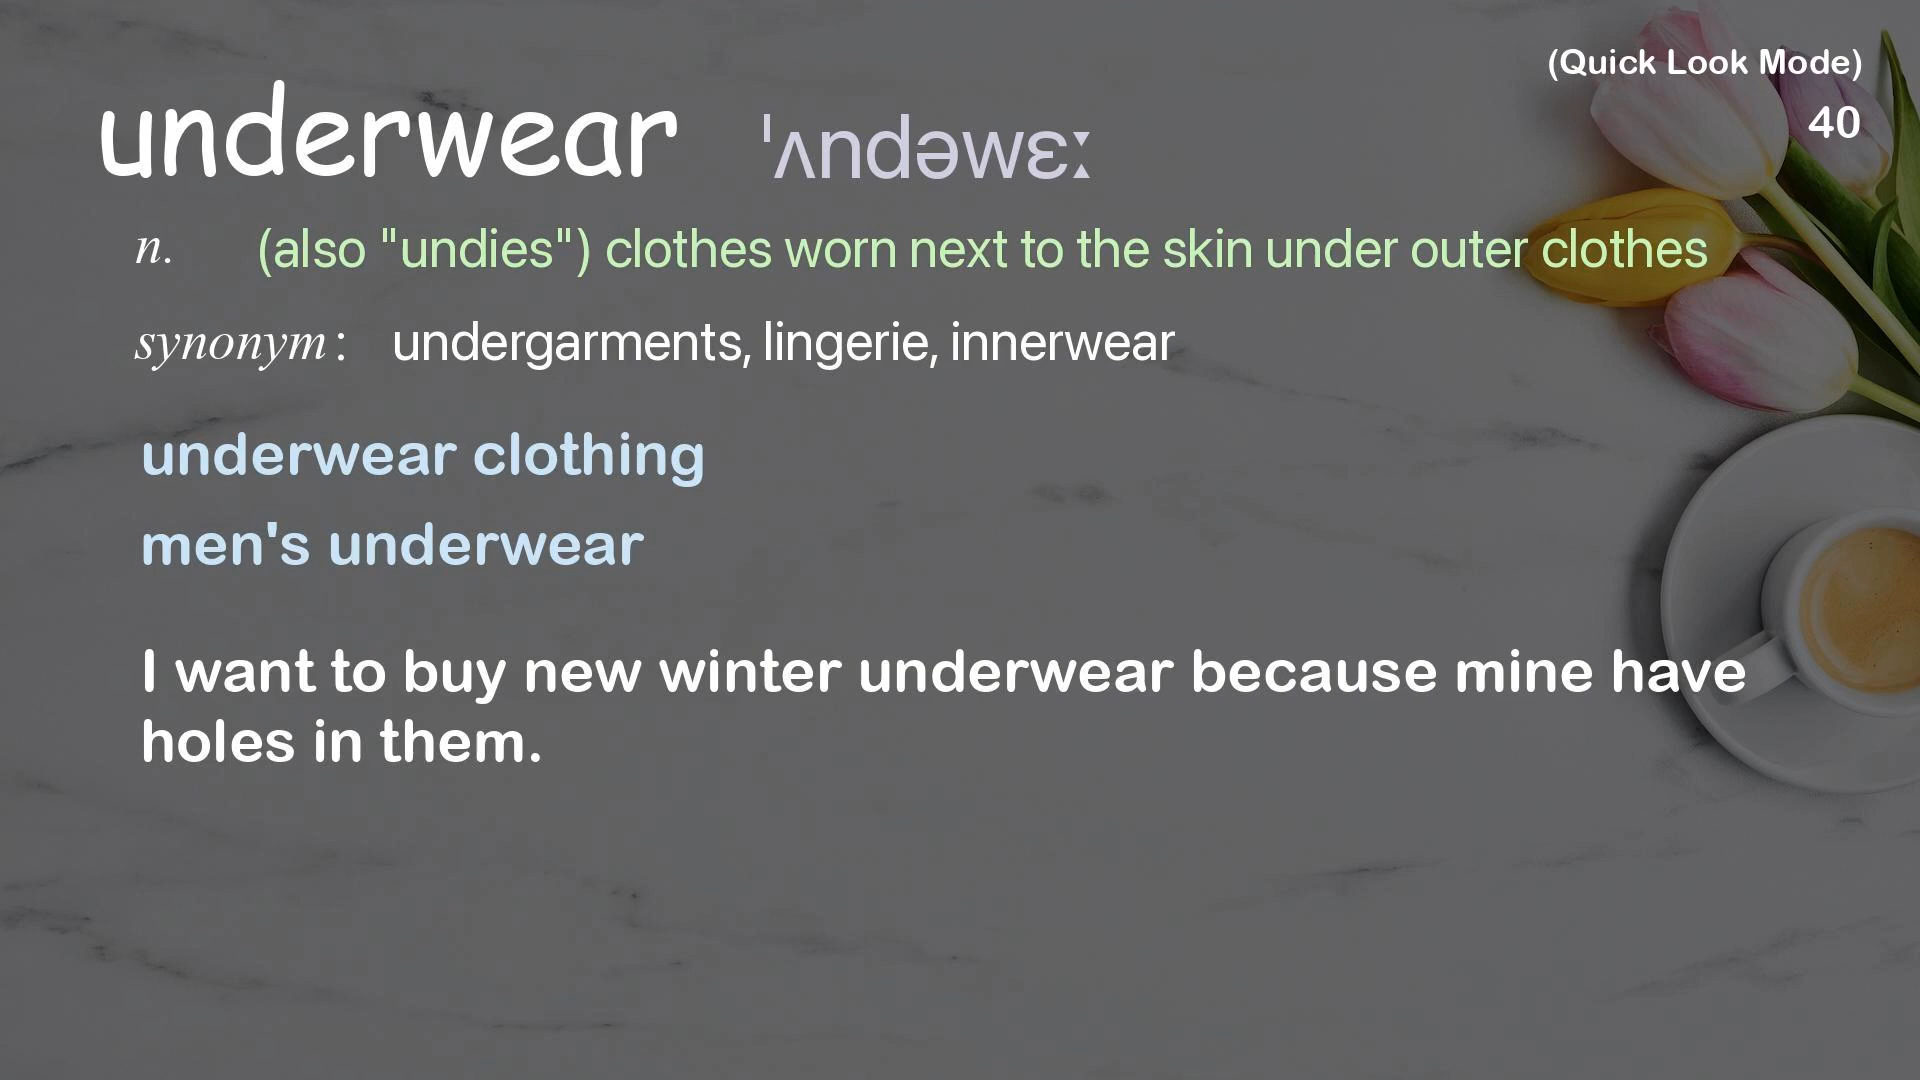 (Quick Look Mode)
40
underwear ˈʌndəwɛː
n. (also "undies") clothes worn next to the skin under outer clothes
synonym : undergarments, lingerie, innerwear
underwear clothing
men's underwear
I want to buy new winter underwear because mine have
holes in them.